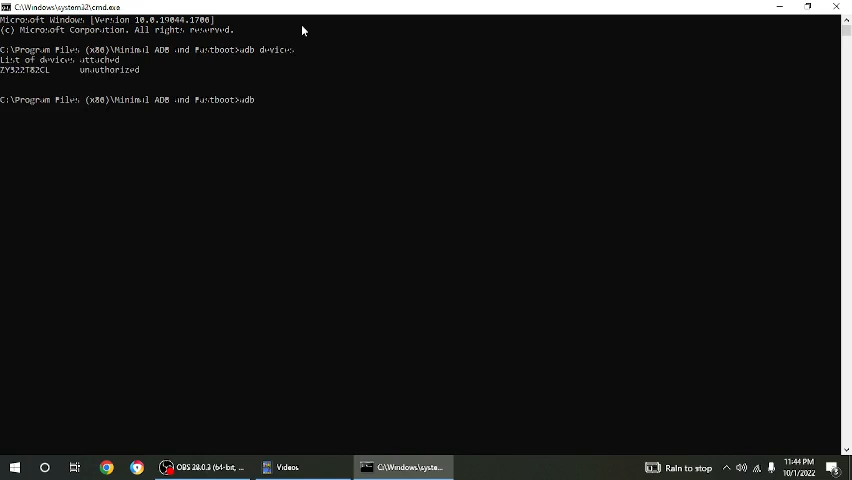 C:\Windows\system32\cmd.exe
Microsoft Windows [Version 10.0.19044.1706]
(c) Microsoft Corporation. All rights reserved.
C:\Program Files (x86)\Minimal ADB and Fastboot>adb devices
List of devices attached
ZY322T82CL unauthorized
C:\Program Files (x86)\Minimal ADB and Fastboot>adb
OBS 28.0.3 (64-bit, ...
Videos
C:\Windows\syste...
Rain to stop
11:44 PM
10/1/2022